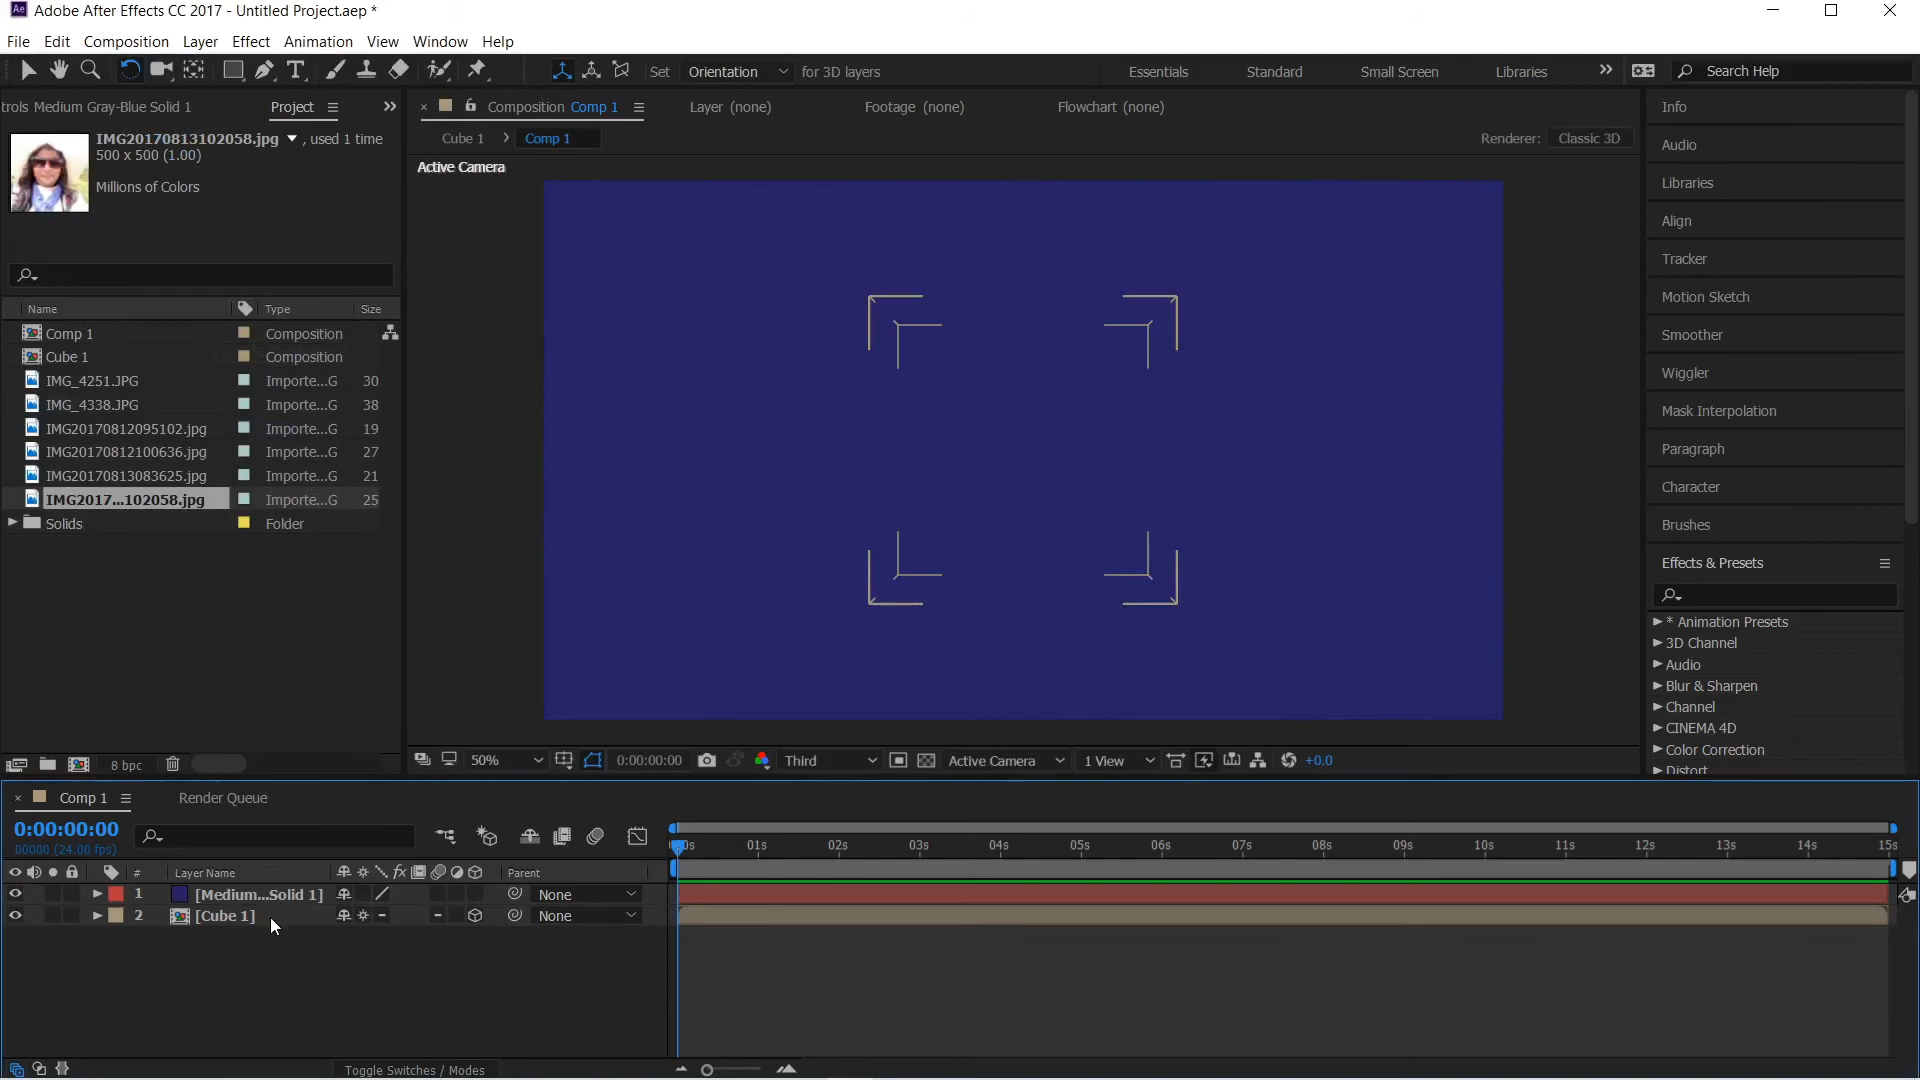 Adobe After Effects CC 2017 - Untitled Project.aep *
File Edit Composition Layer Effect Animation View Window Help
Set Orientation for 3D layers Essentials Standard Small Screen Libraries Search Help
trols Medium Gray-Blue Solid 1 Project
Composition Comp 1 Layer (none) Footage (none) Flowchart (none)
IMG20170813102058.jpg , used 1 time
500 x 500 (1.00)
Millions of Colors
Cube 1 Comp 1 Renderer: Classic 3D
Active Camera
Name Type Size
Comp 1 Composition
Cube 1 Composition
IMG_4251.JPG Importe...G 30
IMG_4338.JPG Importe...G 38
IMG20170812095102.jpg Importe...G 19
IMG20170812100636.jpg Importe...G 27
IMG20170813083625.jpg Importe...G 21
IMG2017...102058.jpg Importe...G 25
Solids Folder
8 bpc
50% 0:00:00:00 Third Active Camera 1 View +0.0
Info
Audio
Libraries
Align
Tracker
Motion Sketch
Smoother
Wiggler
Mask Interpolation
Paragraph
Character
Brushes
Effects & Presets
* Animation Presets
3D Channel
Audio
Blur & Sharpen
Channel
CINEMA 4D
Color Correction
Distort
Comp 1 Render Queue
0:00:00:00
00000 (24.00 fps)
0s 01s 02s 03s 04s 05s 06s 07s 08s 09s 10s 11s 12s 13s 14s 15s
# Layer Name fx Parent
1 [Medium...Solid 1] None
2 [Cube 1] None
Toggle Switches / Modes